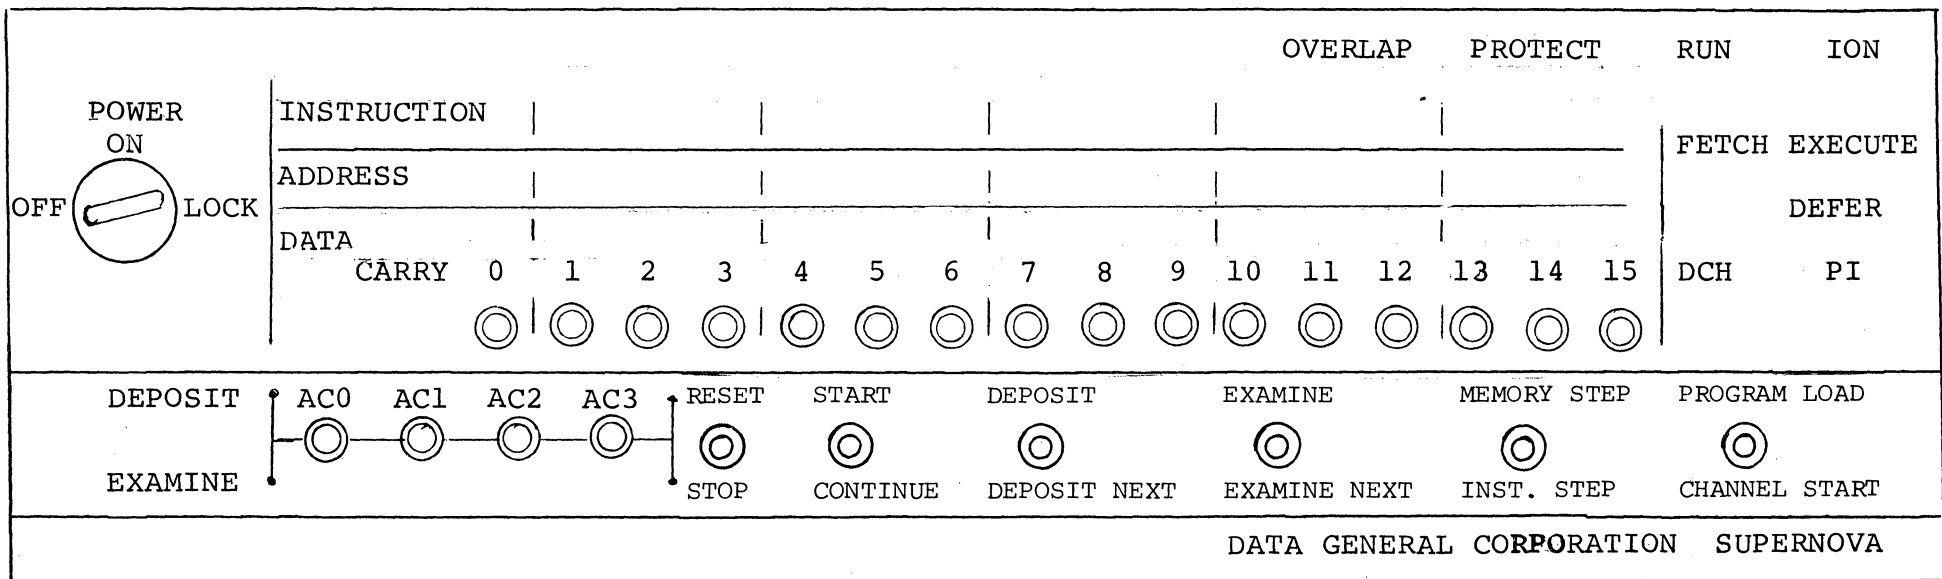 OVERLAP PROTECT RUN ION
POWER
ON
OFF LOCK
INSTRUCTION
ADDRESS
DATA
CARRY 0 1 2 3 4 5 6 7 8 9 10 11 12 13 14 15
FETCH EXECUTE
DEFER
DCH PI
DEPOSIT AC0 AC1 AC2 AC3 RESET START DEPOSIT EXAMINE MEMORY STEP PROGRAM LOAD
EXAMINE STOP CONTINUE DEPOSIT NEXT EXAMINE NEXT INST. STEP CHANNEL START
DATA GENERAL CORPORATION SUPERNOVA